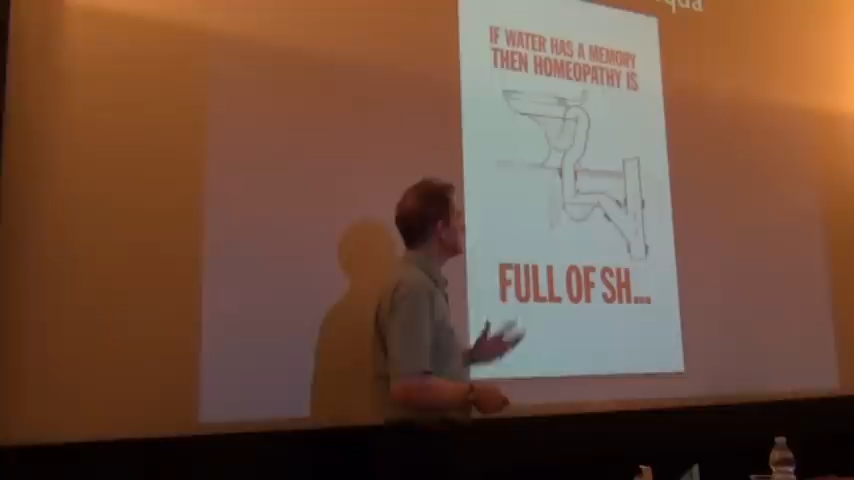 IF WATER HAS A MEMORY
THEN HOMEOPATHY IS
FULL OF SH...